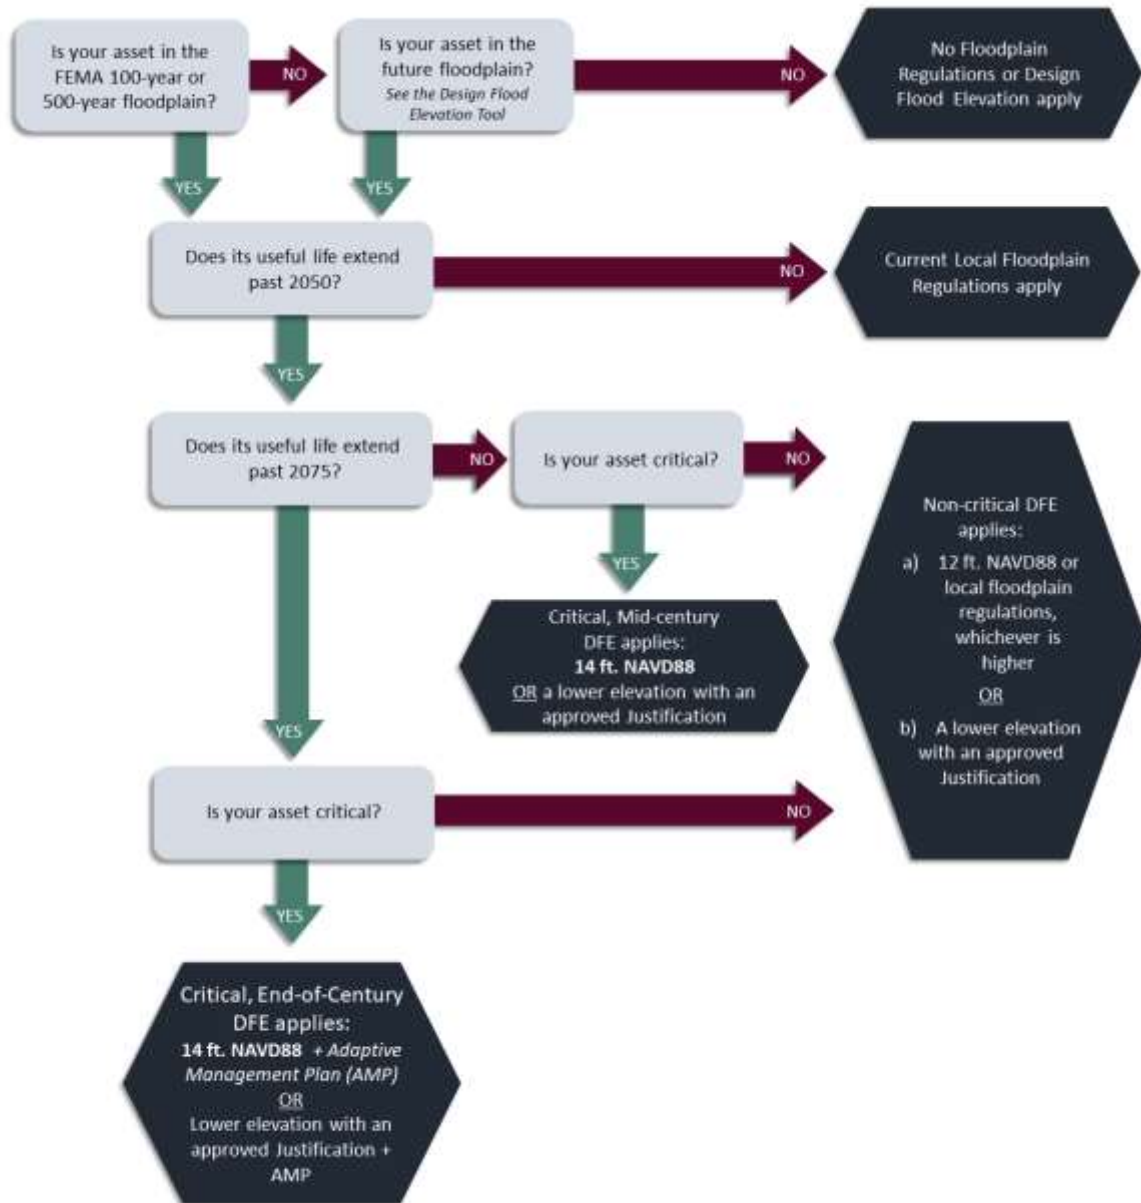 Is your asset in the
FEMA 100-year or
500-year floodplain?
NO
Is your asset in the
future floodplain?
See the Design Flood
Elevation Tool
NO
No Floodplain
Regulations or Design
Flood Elevation apply
YES
YES
Does its useful life extend
past 2050?
NO
Current Local Floodplain
Regulations apply
YES
Does its useful life extend
past 2075?
NO
Is your asset critical?
NO
Non-critical DFE
applies:
a) 12 ft. NAVD88 or
local floodplain
regulations,
whichever is
higher
OR
b) A lower elevation
with an approved
Justification
YES
Critical, Mid-century
DFE applies:
14 ft. NAVD88
OR a lower elevation with an
approved Justification
YES
Is your asset critical?
NO
YES
Critical, End-of-Century
DFE applies:
14 ft. NAVD88 + Adaptive
Management Plan (AMP)
OR
Lower elevation with an
approved Justification +
AMP